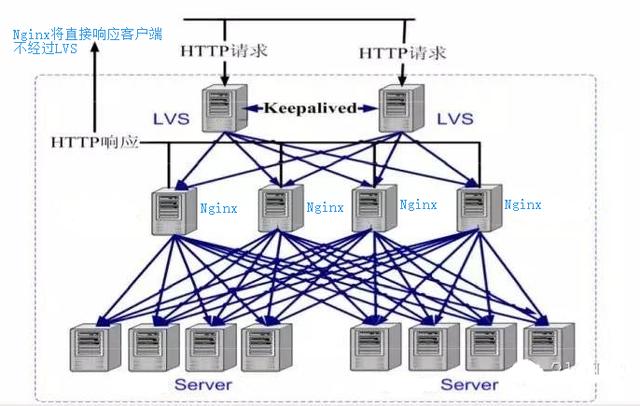 Nginx将直接响应客户端
不经过LVS
HTTP请求
HTTP请求
LVS
Keepalived
LVS
HTTP响应
Nginx
Nginx
Nginx
Nginx
Server
Server